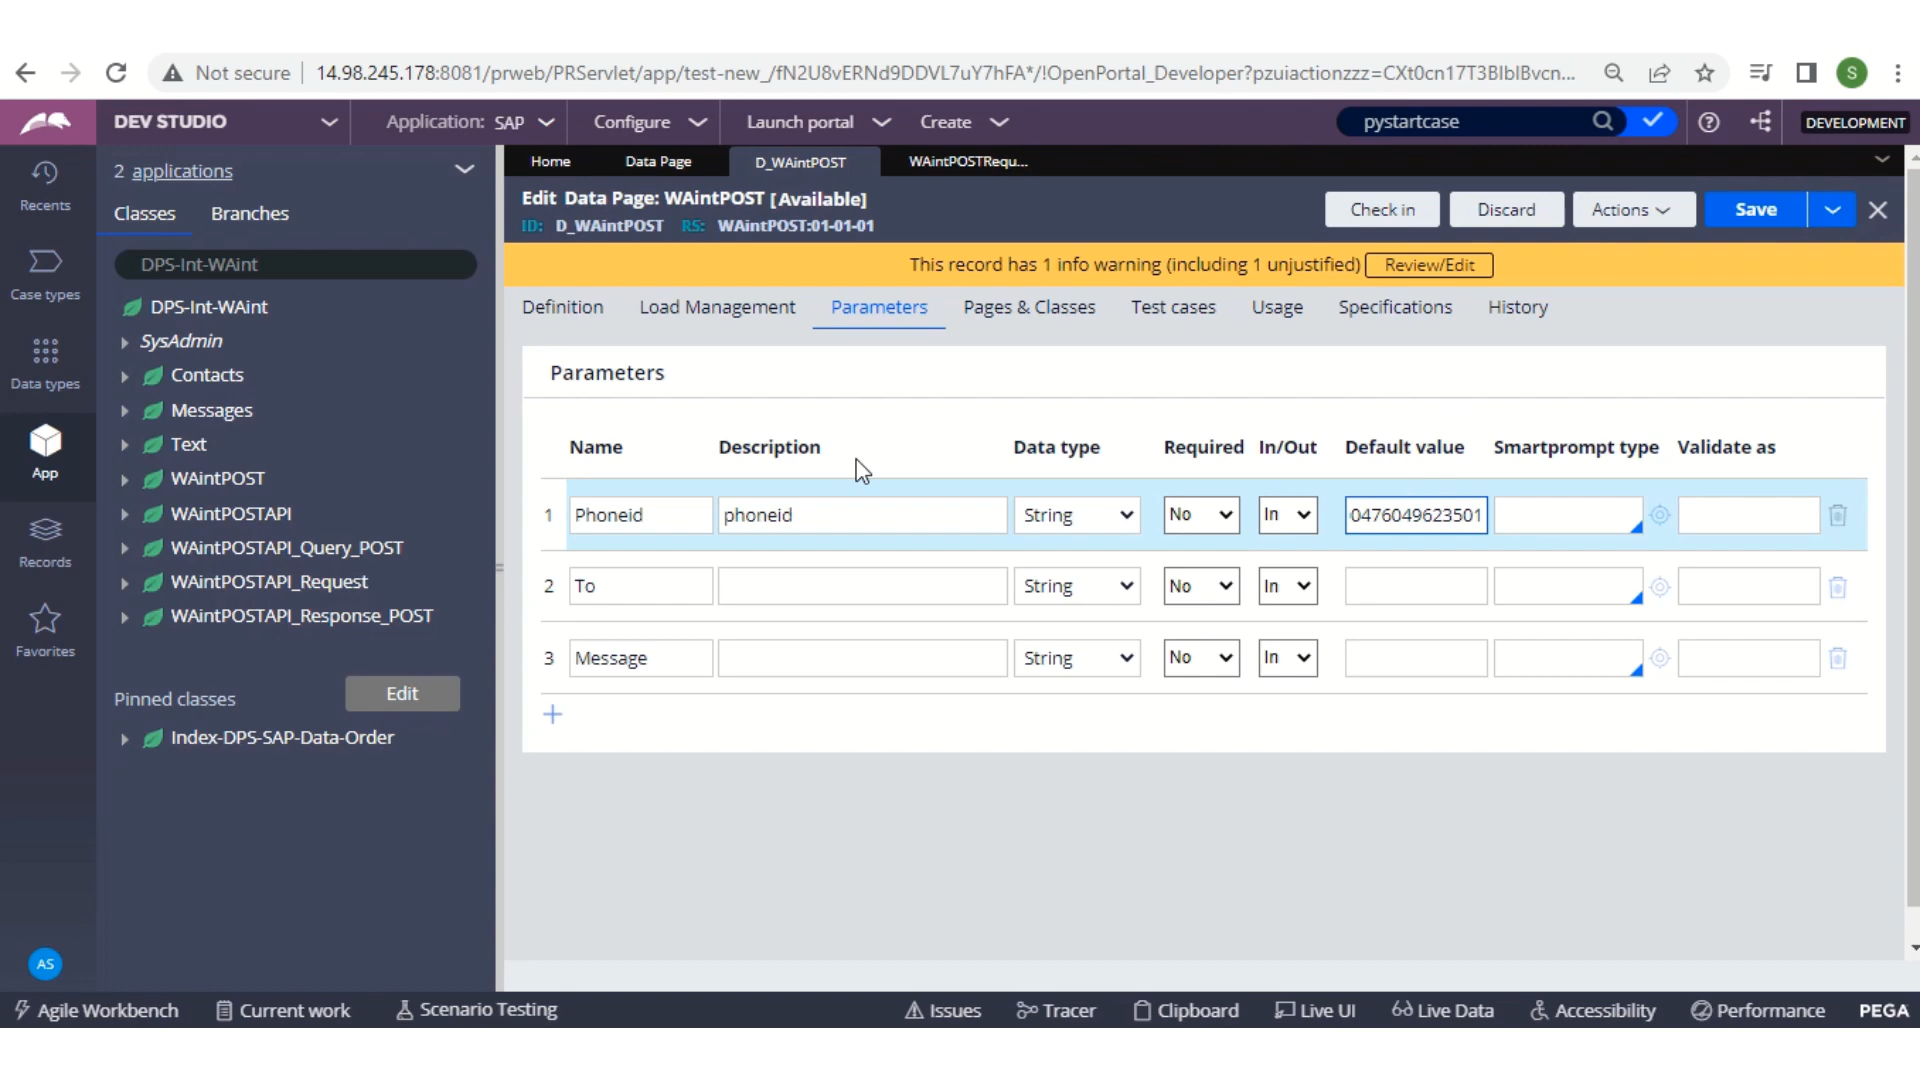 Not secure
14.98.245.178:8081/prweb/PRServlet/app/test-new_/fN2U8vERNd9DDVL7uY7hFA*/!OpenPortal_Developer?pzuiactionzzz=CXt0cn17T3BIblBvcn...
S
DEV STUDIO
Application: SAP
Configure
Launch portal
Create
pystartcase
DEVELOPMENT
Recents
Case types
Data types
App
Records
Favorites
AS
2 applications
Classes
Branches
DPS-Int-WAint
DPS-Int-WAint
SysAdmin
Contacts
Messages
Text
WAintPOST
WAintPOSTAPI
WAintPOSTAPI_Query_POST
WAintPOSTAPI_Request
WAintPOSTAPI_Response_POST
Pinned classes
Edit
Index-DPS-SAP-Data-Order
Home
Data Page
D_WAintPOST
WAintPOSTRequ...
Edit Data Page: WAintPOST [Available]
ID: D_WAintPOST RS: WAintPOST:01-01-01
Check in
Discard
Actions
Save
This record has 1 info warning (including 1 unjustified)
Review/Edit
Definition
Load Management
Parameters
Pages & Classes
Test cases
Usage
Specifications
History
Parameters
Name Description Data type Required In/Out Default value Smartprompt type Validate as
1 Phoneid phoneid String No In 0476049623501
2 To String No In
3 Message String No In
Agile Workbench
Current work
Scenario Testing
Issues
Tracer
Clipboard
Live UI
Live Data
Accessibility
Performance
PEGA